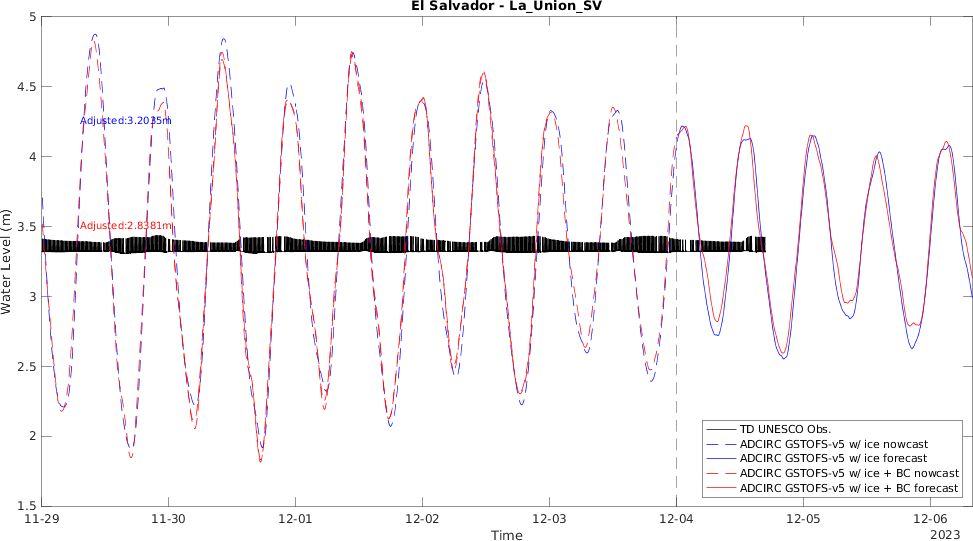 El Salvador - La_Union_SV
5
4.5
4
3.5
3
2.5
2
1.5
Water Level (m)
Adjusted:3.2035m
Adjusted:2.8381m
TD UNESCO Obs.
ADCIRC GSTOFS-v5 w/ ice nowcast
ADCIRC GSTOFS-v5 w/ ice forecast
ADCIRC GSTOFS-v5 w/ ice + BC nowcast
ADCIRC GSTOFS-v5 w/ ice + BC forecast
11-29 11-30 12-01 12-02 12-03 12-04 12-05 12-06
Time
2023